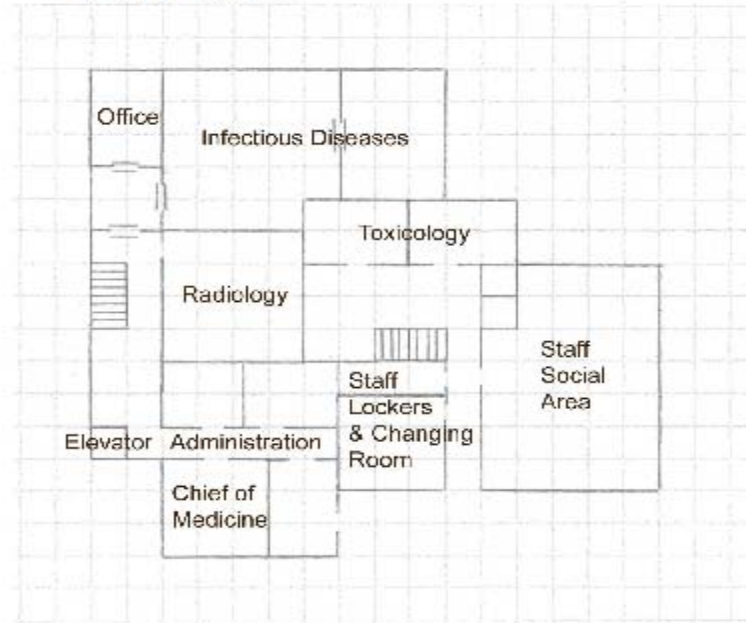 Office
Infectious Diseases
Toxicology
Radiology
Staff
Social
Area
Staff
Lockers
& Changing
Room
Elevator
Administration
Chief of
Medicine